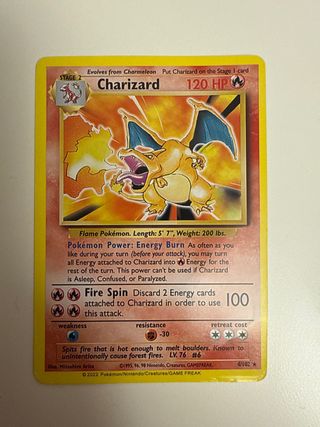 Evolves from Charmeleon Put Charizard on the Stage 1 card
STAGE 2
Charizard 120 HP
Flame Pokémon. Length: 5' 7", Weight: 200 lbs.
Pokémon Power: Energy Burn As often as you
like during your turn (before your attack), you may turn
all Energy attached to Charizard into Energy for
the rest of the turn. This power can't be used if Charizard
is Asleep, Confused, or Paralyzed.
Fire Spin Discard 2 Energy cards
attached to Charizard in order to
use this attack.
100
weakness resistance retreat cost
-30
Spits fire that is hot enough to melt boulders. Known to
unintentionally cause forest fires. LV. 76 #6
Illus. Mitsuhiro Arita ©1995, 96, 98 Nintendo, Creatures, GAMEFREAK.
4/102 ★
© 2022 Pokémon/Nintendo/Creatures/GAME FREAK